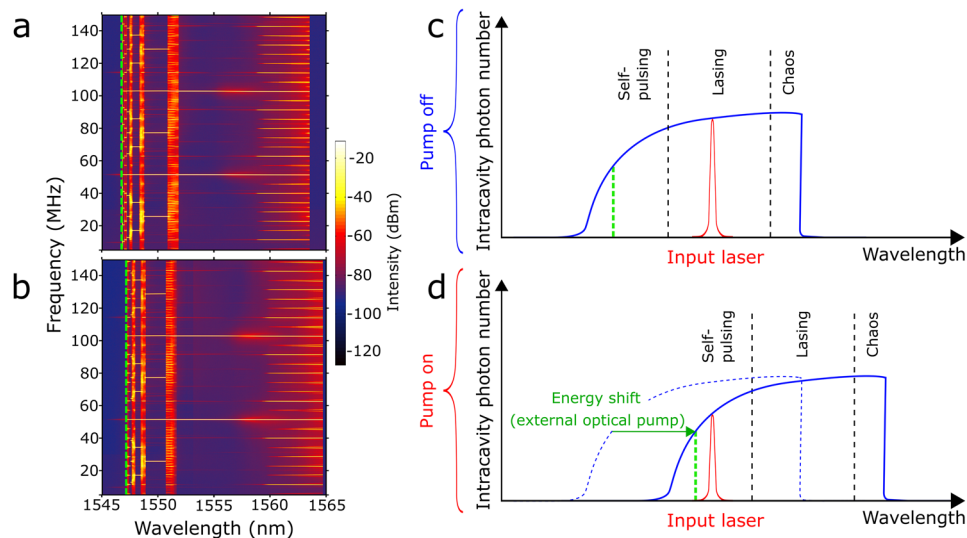 a
140
120
100
80
60
40
20
b
140
120
100
80
60
40
20
Frequency (MHz)
1545
1550
1555
1560
1565
Wavelength (nm)
-20
-40
-60
-80
-100
-120
Intensity (dBm)
Pump off
c
Intracavity photon number
Self-
pulsing
Lasing
Chaos
Input laser
Wavelength
Pump on
d
Intracavity photon number
Self-
pulsing
Lasing
Chaos
Energy shift
(external optical pump)
Input laser
Wavelength